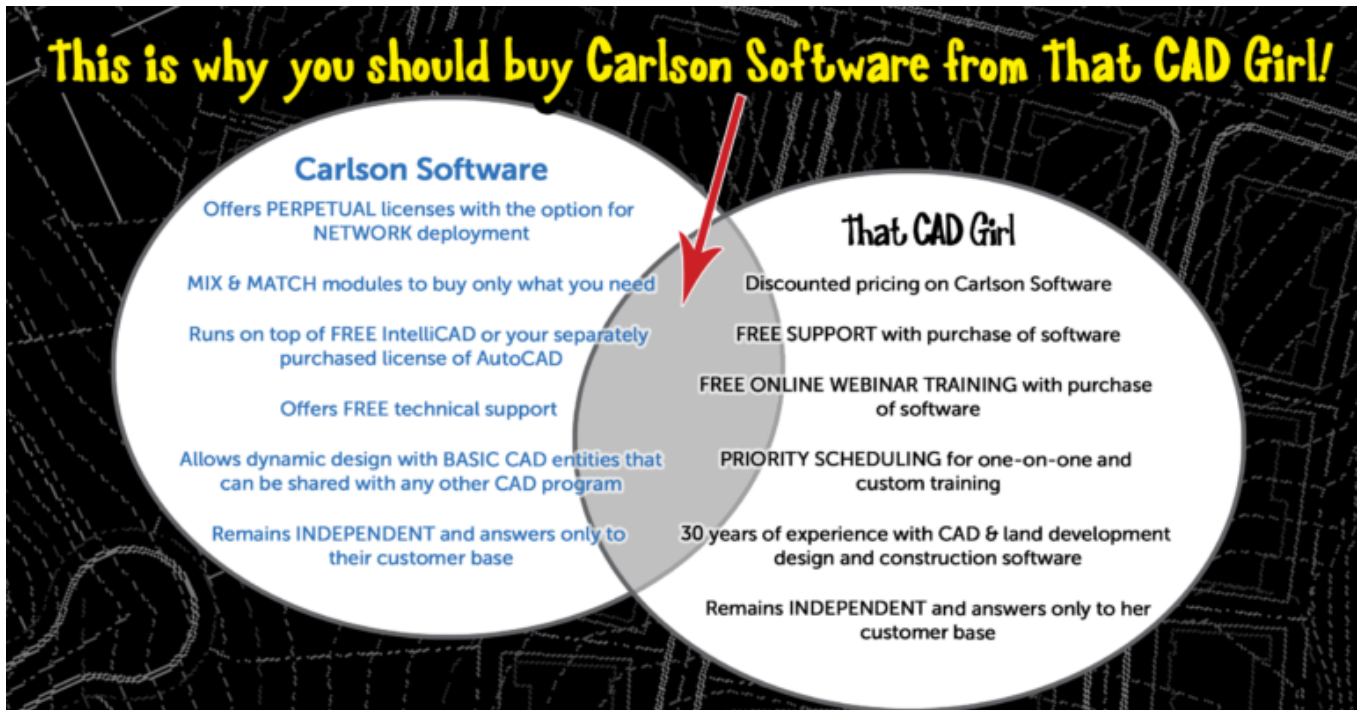 This is why you should buy Carlson Software from That CAD Girl!
Carlson Software
Offers PERPETUAL licenses with the option for
NETWORK deployment
MIX & MATCH modules to buy only what you need
Runs on top of FREE IntelliCAD or your separately
purchased license of AutoCAD
Offers FREE technical support
Allows dynamic design with BASIC CAD entities that
can be shared with any other CAD program
Remains INDEPENDENT and answers only to
their customer base
That CAD Girl
Discounted pricing on Carlson Software
FREE SUPPORT with purchase of software
FREE ONLINE WEBINAR TRAINING with purchase
of software
PRIORITY SCHEDULING for one-on-one and
custom training
30 years of experience with CAD & land development
design and construction software
Remains INDEPENDENT and answers only to her
customer base